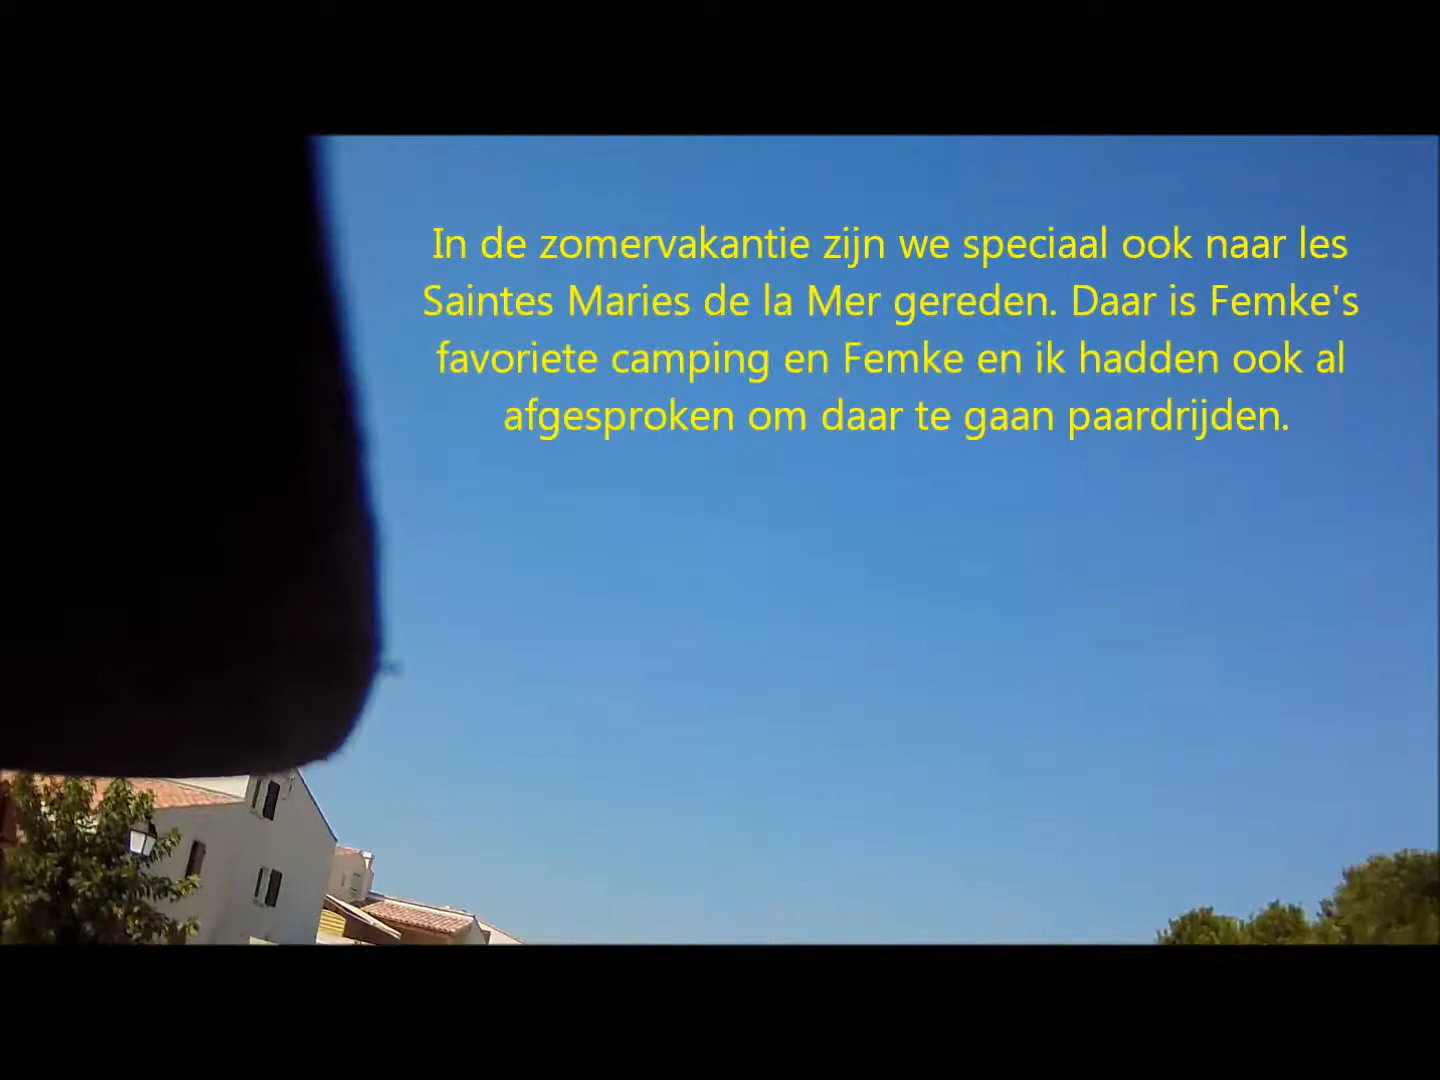 In de zomervakantie zijn we speciaal ook naar les
Saintes Maries de la Mer gereden. Daar is Femke's
favoriete camping en Femke en ik hadden ook al
afgesproken om daar te gaan paardrijden.